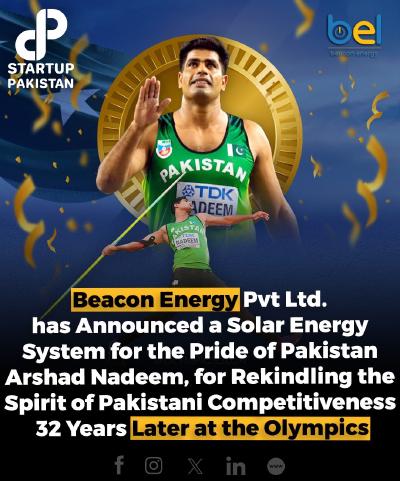 STARTUP
PAKISTAN
bel
beacon energy
PAKISTAN
TDK
NADEEM
PAKISTAN
TDK
NADEEM
Beacon Energy Pvt Ltd.
has Announced a Solar Energy
System for the Pride of Pakistan
Arshad Nadeem, for Rekindling the
Spirit of Pakistani Competitiveness
32 Years Later at the Olympics